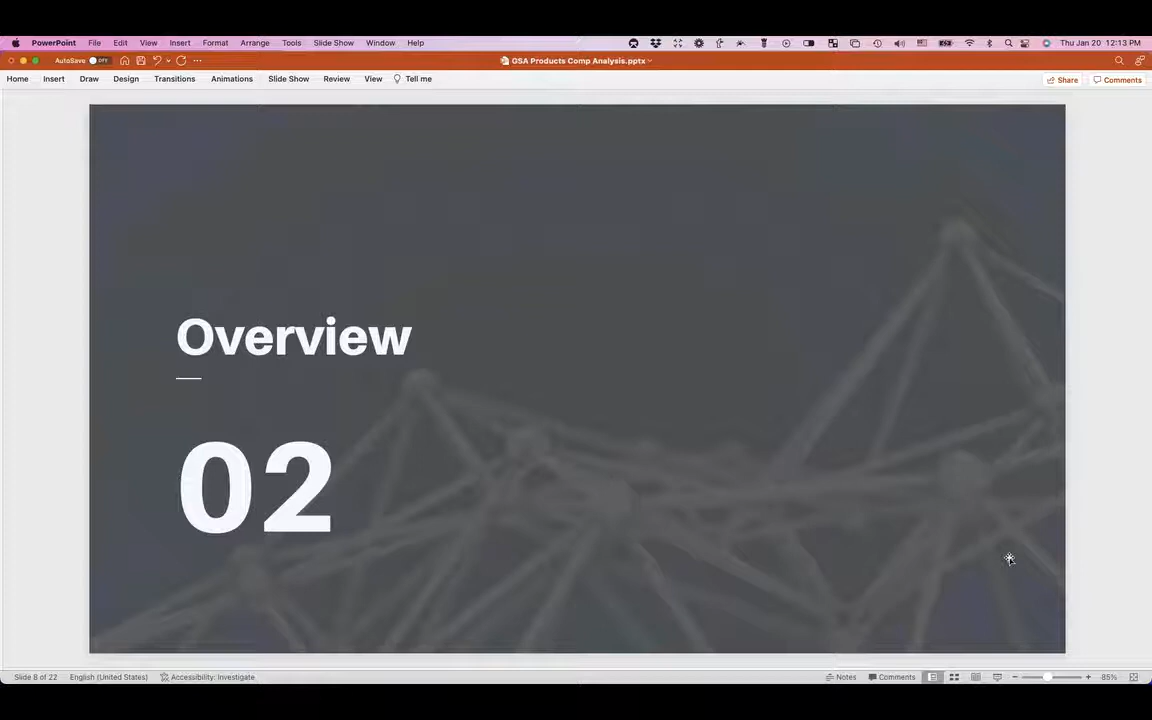 PowerPoint File Edit View Insert Format Arrange Tools Slide Show Window Help Thu Jan 20 12:13 PM
AutoSave OFF GSA Products Comp Analysis.pptx
Home Insert Draw Design Transitions Animations Slide Show Review View Tell me Share Comments
Overview
02
Slide 8 of 22 English (United States) Accessibility: Investigate Notes Comments 85%